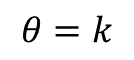 θ = k